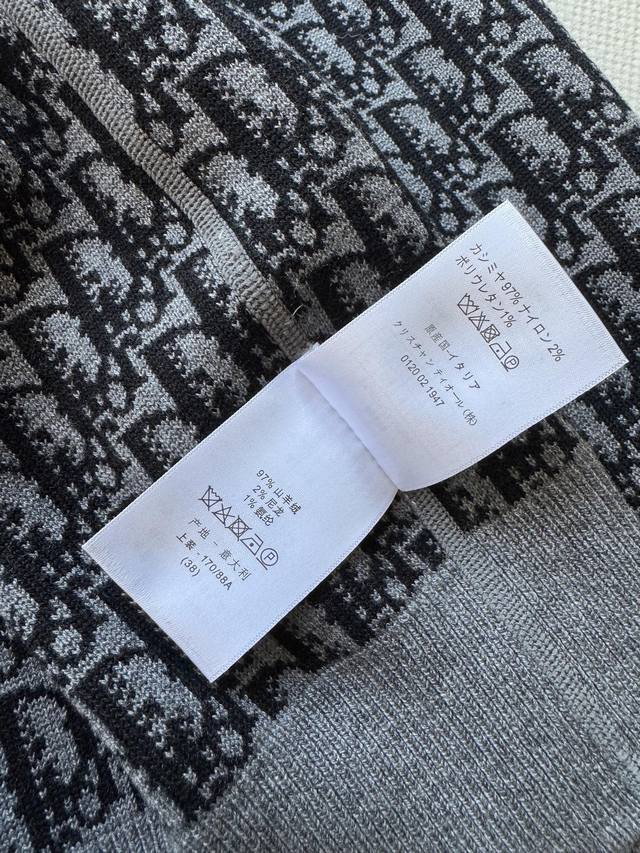 カシミヤ97% ナイロン2%
ポリウレタン1%
原産国-イタリア
クリスチャン ディオール(株)
0120 02 1947
97% 山羊绒
2% 尼龙
1% 氨纶
产地 - 意大利
上装 - 170/88A
(38)